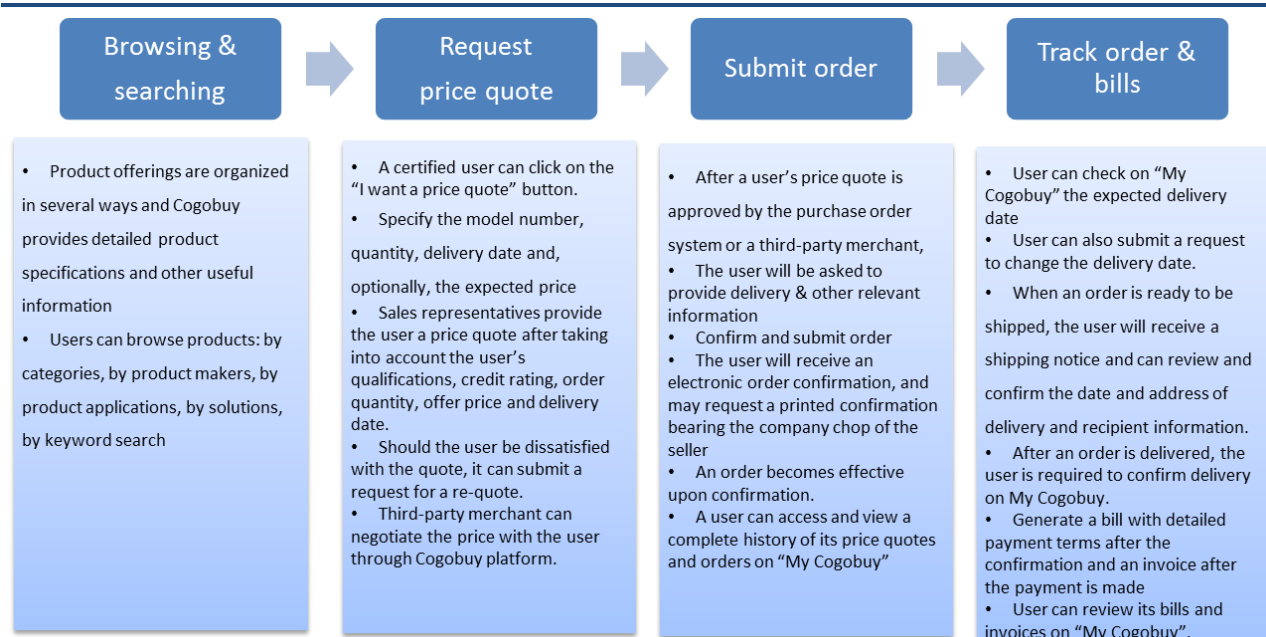 Browsing &
searching
Request
price quote
Submit order
Track order &
bills
• Product offerings are organized
in several ways and Cogobuy
provides detailed product
specifications and other useful
information
• Users can browse products: by
categories, by product makers, by
product applications, by solutions,
by keyword search
• A certified user can click on the
“I want a price quote” button.
• Specify the model number,
quantity, delivery date and,
optionally, the expected price
• Sales representatives provide
the user a price quote after taking
into account the user’s
qualifications, credit rating, order
quantity, offer price and delivery
date.
• Should the user be dissatisfied
with the quote, it can submit a
request for a re-quote.
• Third-party merchant can
negotiate the price with the user
through Cogobuy platform.
• After a user’s price quote is
approved by the purchase order
system or a third-party merchant,
• The user will be asked to
provide delivery & other relevant
information
• Confirm and submit order
• The user will receive an
electronic order confirmation, and
may request a printed confirmation
bearing the company chop of the
seller
• An order becomes effective
upon confirmation.
• A user can access and view a
complete history of its price quotes
and orders on “My Cogobuy”
• User can check on “My
Cogobuy” the expected delivery
date
• User can also submit a request
to change the delivery date.
• When an order is ready to be
shipped, the user will receive a
shipping notice and can review and
confirm the date and address of
delivery and recipient information.
• After an order is delivered, the
user is required to confirm delivery
on My Cogobuy.
• Generate a bill with detailed
payment terms after the
confirmation and an invoice after
the payment is made
• User can review its bills and
invoices on “My Cogobuy”.